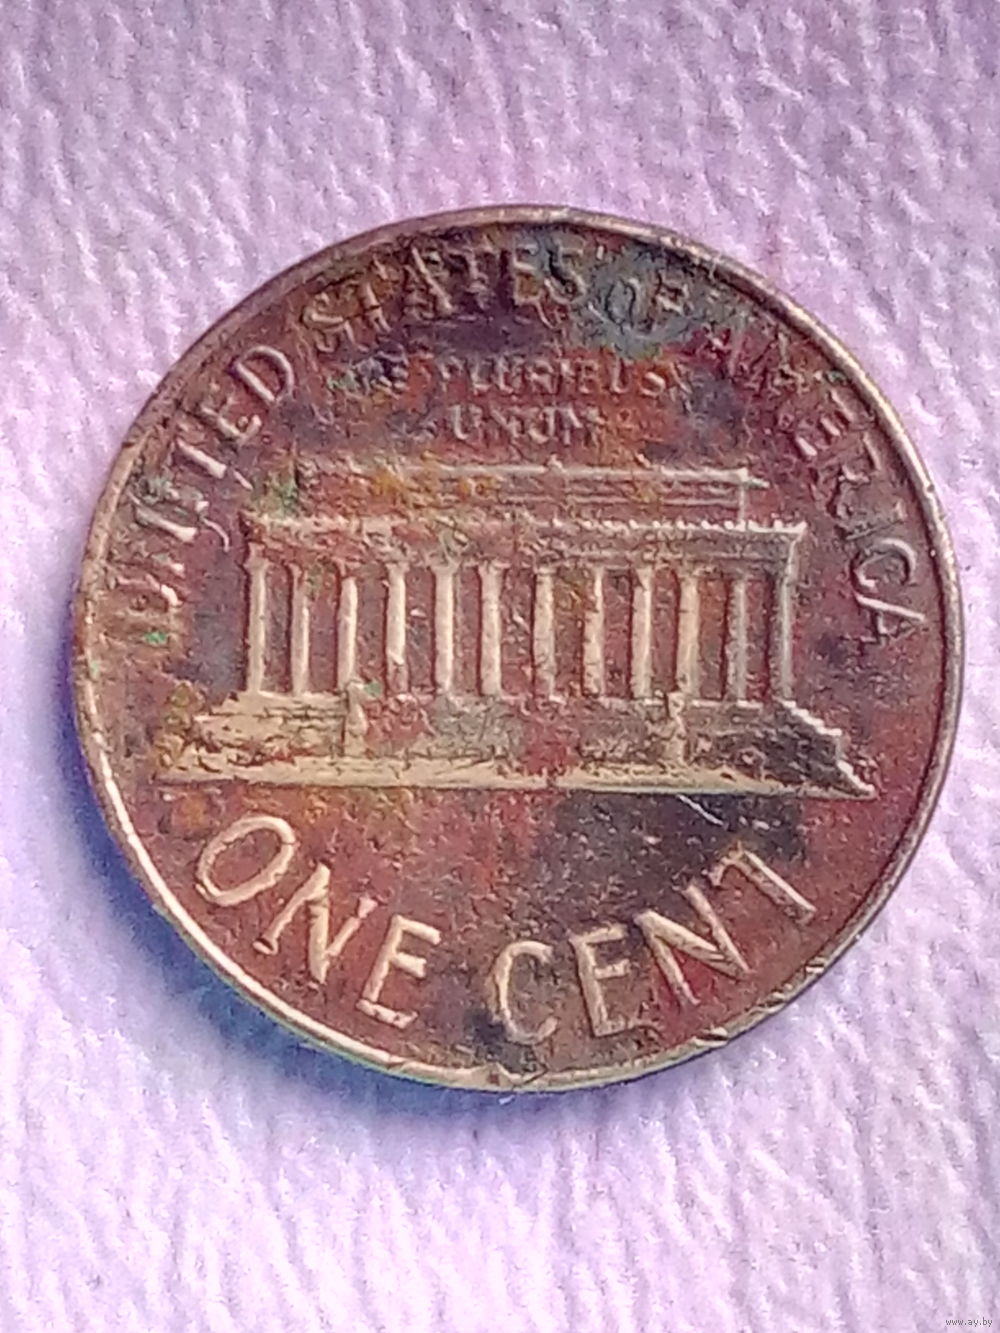 UNITED STATES OF AMERICA
E PLURIBUS
UNUM
ONE CENT
www.ay.by